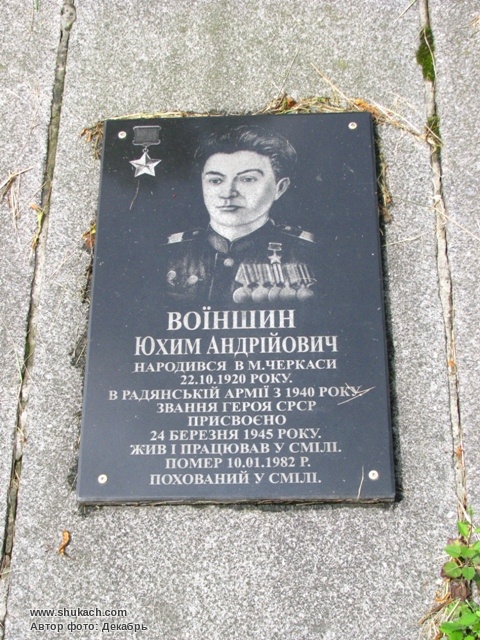 ВОЇНШИН
ЮХИМ АНДРІЙОВИЧ
НАРОДИВСЯ В М.ЧЕРКАСИ
22.10.1920 РОКУ.
В РАДЯНСЬКІЙ АРМІЇ З 1940 РОКУ
ЗВАННЯ ГЕРОЯ СРСР
ПРИСВОЄНО
24 БЕРЕЗНЯ 1945 РОКУ.
ЖИВ І ПРАЦЮВАВ У СМІЛІ.
ПОМЕР 10.01.1982 Р.
ПОХОВАНИЙ У СМІЛІ.
www.shukach.com
Автор фото: Декабрь